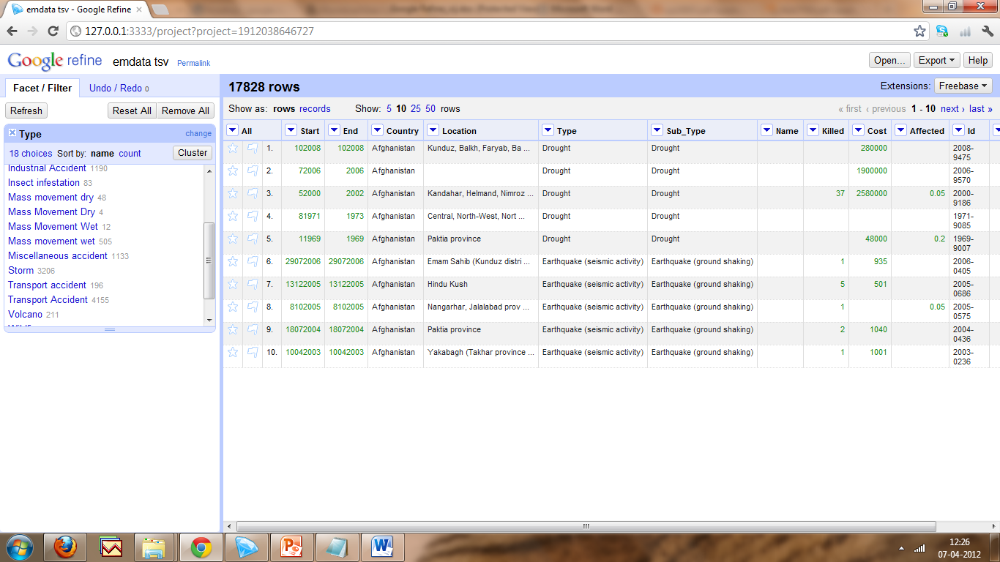 emdata tsv - Google Refine
127.0.0.1:3333/project?project=1912038646727
Google refine emdata tsv Permalink Open... Export Help
Facet / Filter Undo / Redo 0 17828 rows Extensions: Freebase
Refresh Reset All Remove All Show as: rows records Show: 5 10 25 50 rows « first ‹ previous 1 - 10 next › last »
Type change
18 choices Sort by: name count Cluster
Industrial Accident 1190
Insect infestation 83
Mass movement dry 48
Mass Movement Dry 4
Mass Movement Wet 12
Mass movement wet 505
Miscellaneous accident 1133
Storm 3206
Transport accident 196
Transport Accident 4155
Volcano 211
All Start End Country Location Type Sub_Type Name Killed Cost Affected Id
1. 102008 102008 Afghanistan Kunduz, Balkh, Faryab, Ba ... Drought Drought 280000 2008-
9475
2. 72006 2006 Afghanistan Drought Drought 1900000 2006-
9570
3. 52000 2002 Afghanistan Kandahar, Helmand, Nimroz ... Drought Drought 37 2580000 0.05 2000-
9186
4. 81971 1973 Afghanistan Central, North-West, Nort ... Drought Drought 1971-
9085
5. 11969 1969 Afghanistan Paktia province Drought Drought 48000 0.2 1969-
9007
6. 29072006 29072006 Afghanistan Emam Sahib (Kunduz distri ... Earthquake (seismic activity) Earthquake (ground shaking) 1 935 2006-
0405
7. 13122005 13122005 Afghanistan Hindu Kush Earthquake (seismic activity) Earthquake (ground shaking) 5 501 2005-
0686
8. 8102005 8102005 Afghanistan Nangarhar, Jalalabad prov ... Earthquake (seismic activity) Earthquake (ground shaking) 1 0.05 2005-
0575
9. 18072004 18072004 Afghanistan Paktia province Earthquake (seismic activity) Earthquake (ground shaking) 2 1040 2004-
0436
10. 10042003 10042003 Afghanistan Yakabagh (Takhar province ... Earthquake (seismic activity) Earthquake (ground shaking) 1 1001 2003-
0236
12:26
07-04-2012